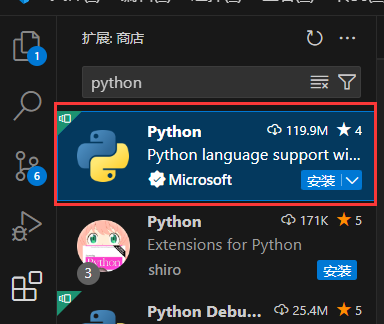 扩展: 商店
1
python
Python 119.9M 4
Python language support wi...
Microsoft 安装
6
Python 171K 5
Extensions for Python
Python
3
shiro 安装
Python Debu... 25.4M 5